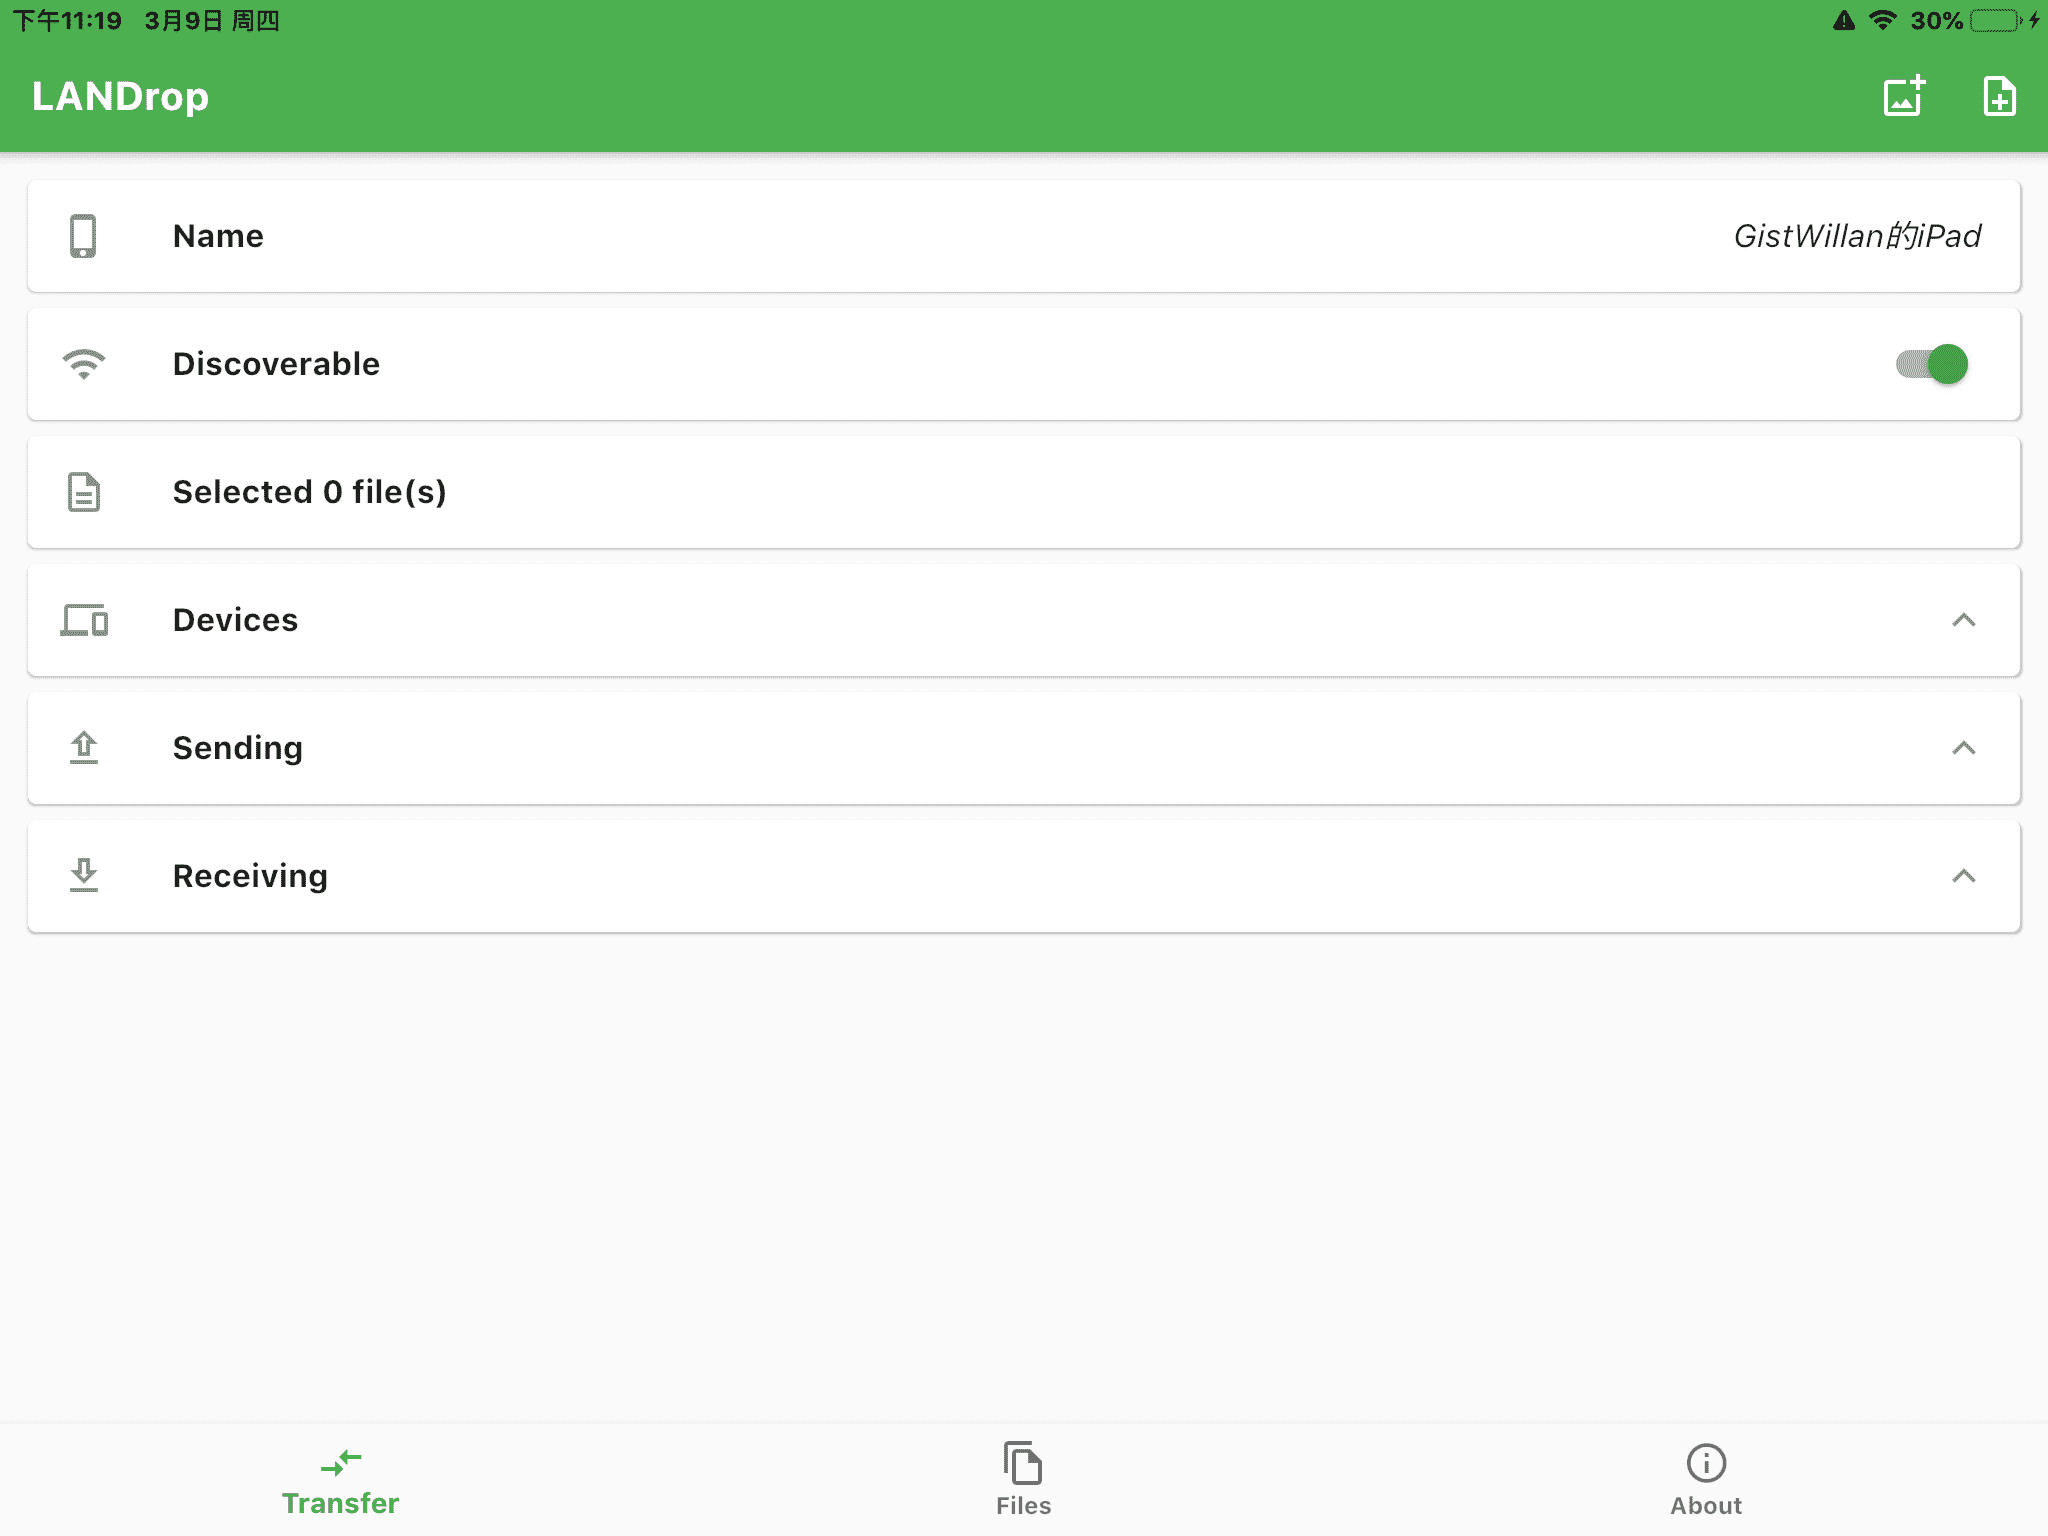 下午11:19 3月9日 周四 30%
LANDrop
Name GistWillan的iPad
Discoverable
Selected 0 file(s)
Devices
Sending
Receiving
Transfer Files About